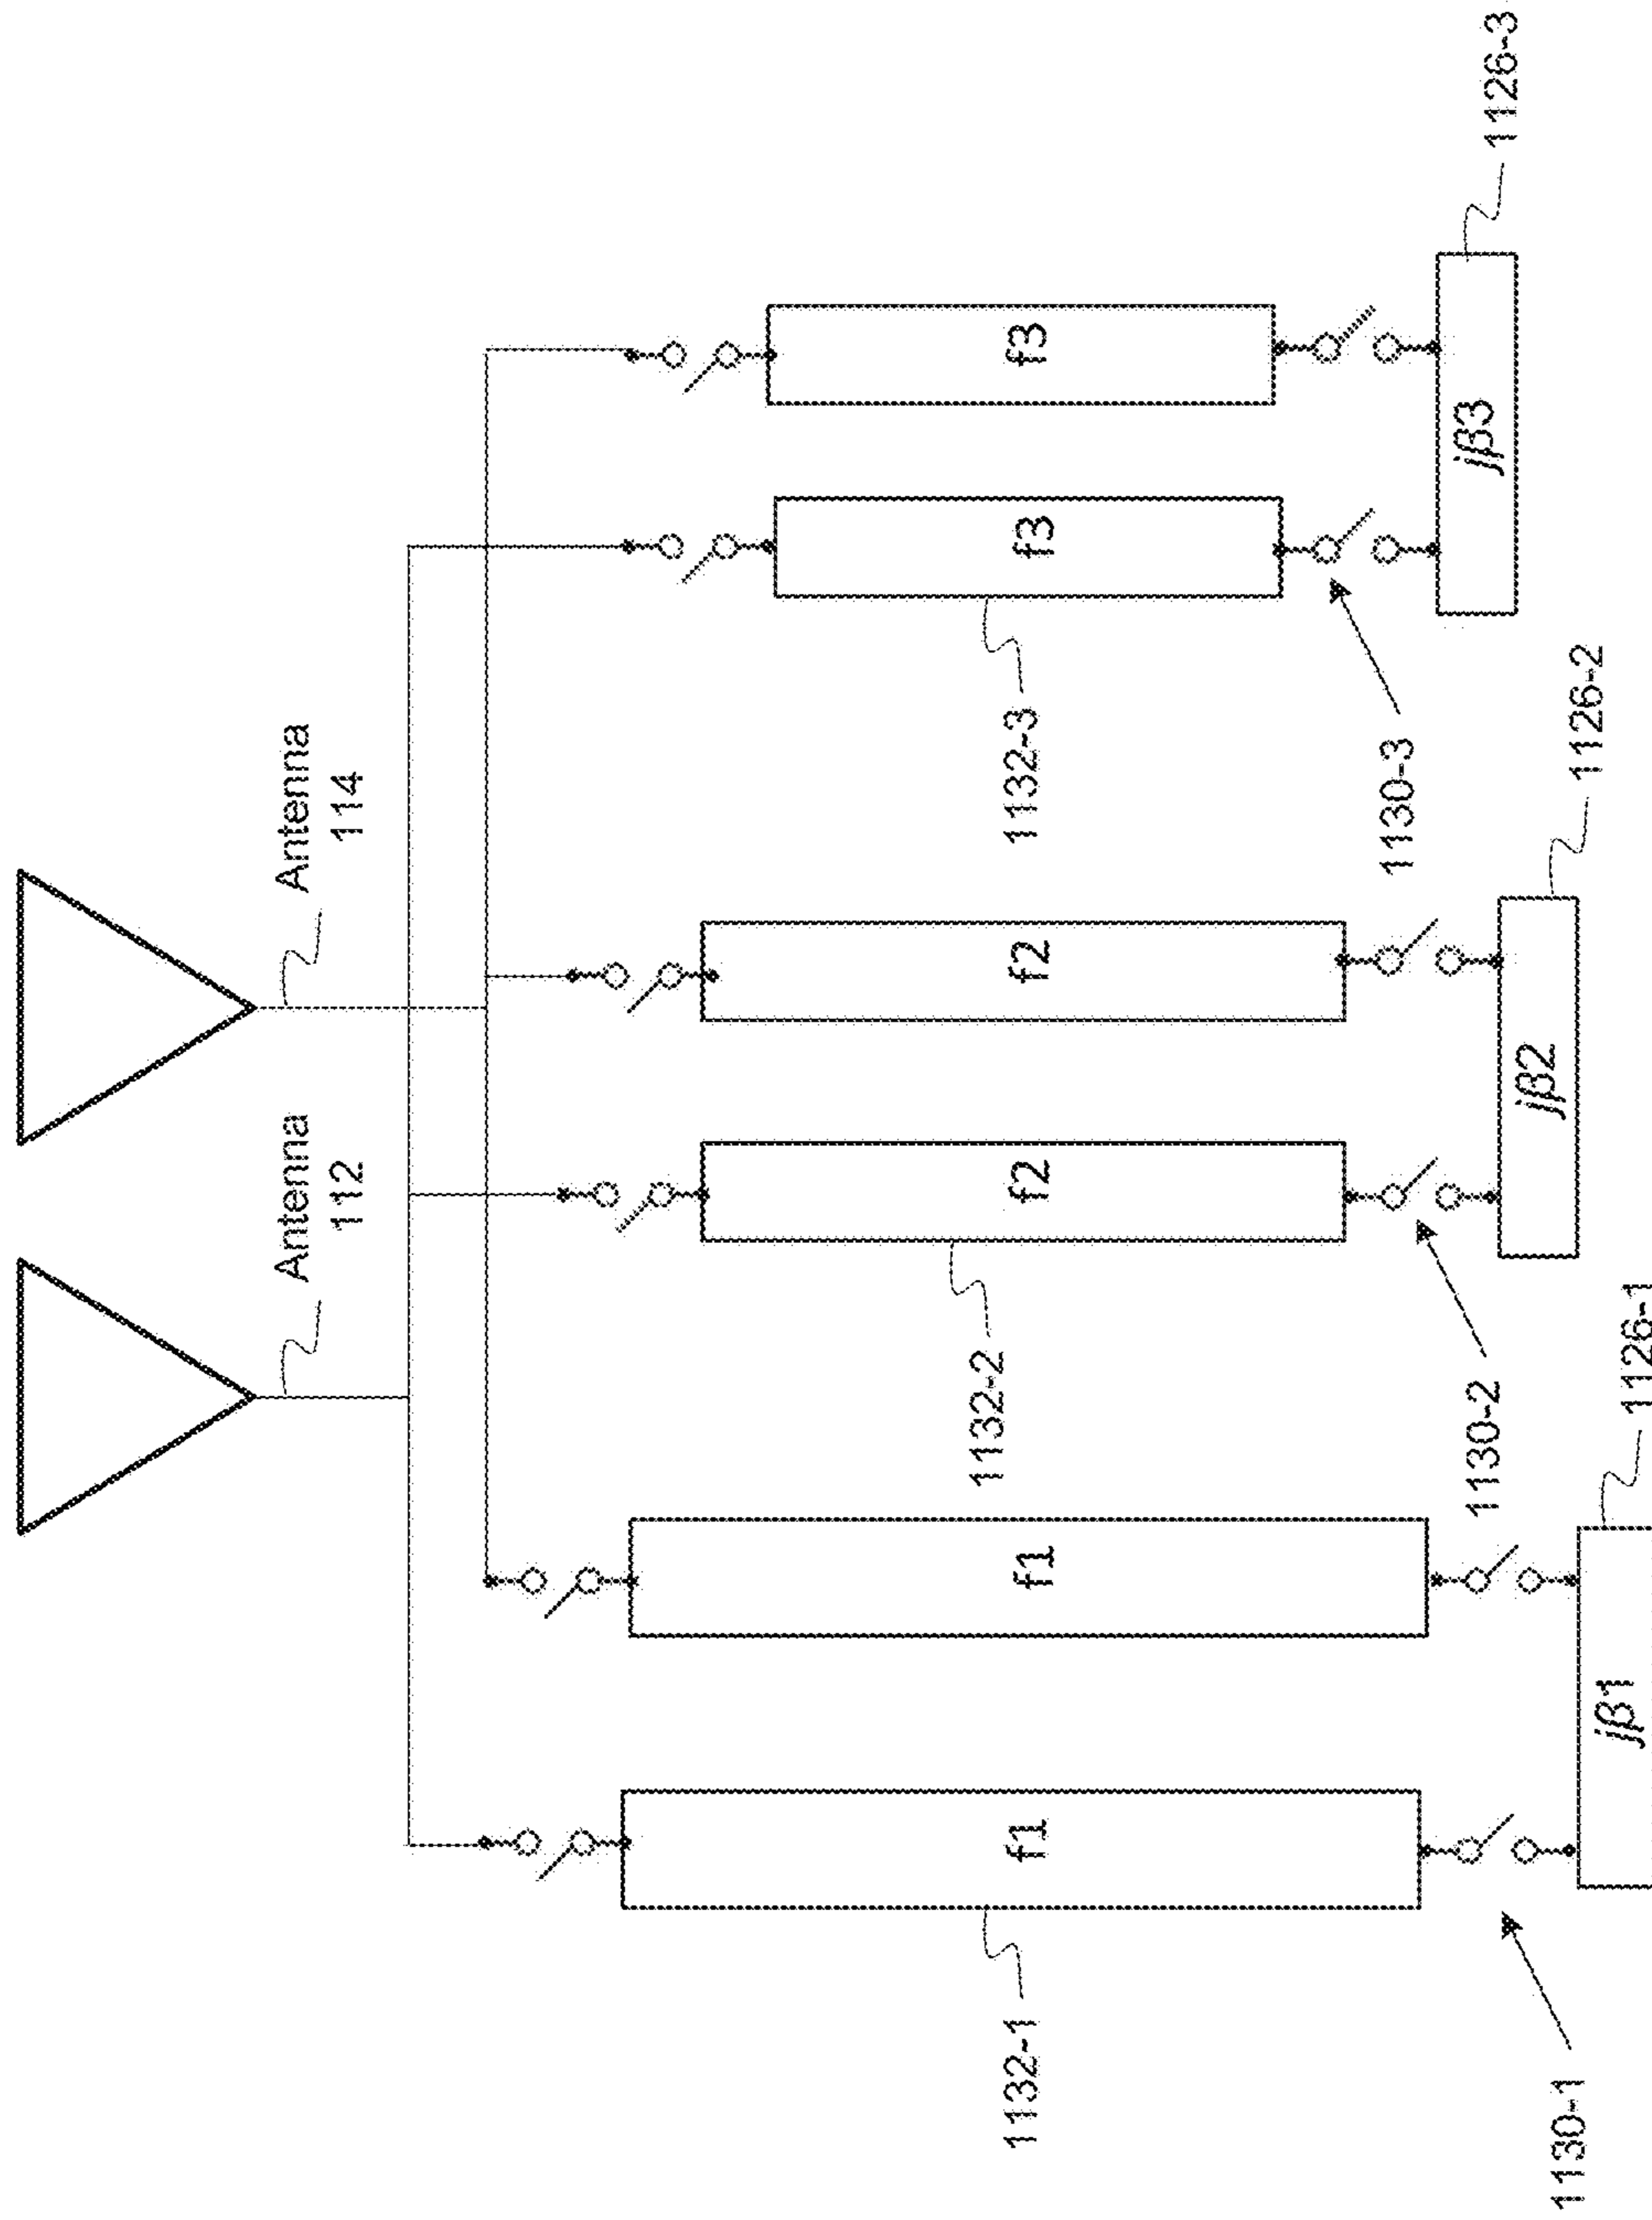 Antenna
112
Antenna
114
1132-1
f1
f1
1132-2
f2
f2
1132-3
f3
f3
1130-1
jβ1
1126-1
1130-2
jβ2
1126-2
1130-3
jβ3
1126-3